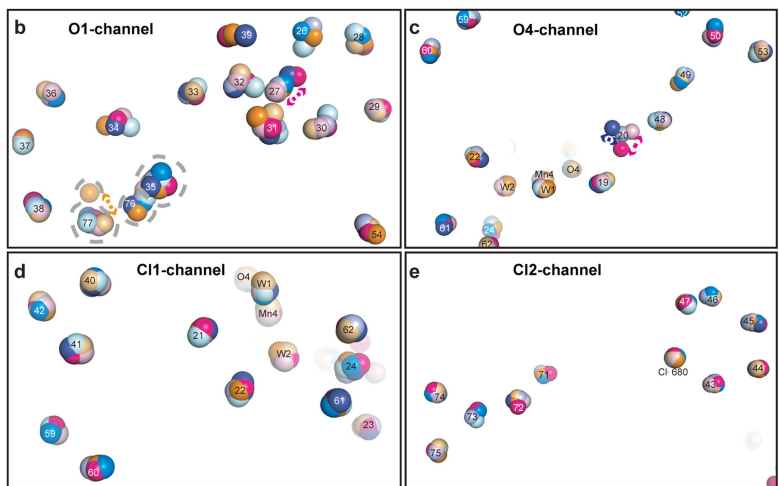 b
O1-channel
39
26
28
32
27
33
36
29
31
34
30
37
35
76
38
77
54
c
O4-channel
59
50
60
53
49
20
48
22
O4
Mn4
W2
W1
19
61
24
62
d
Cl1-channel
O4
40
W1
42
Mn4
62
21
41
W2
24
22
61
23
59
60
e
Cl2-channel
47
46
45
Cl- 680
71
44
43
74
72
73
75